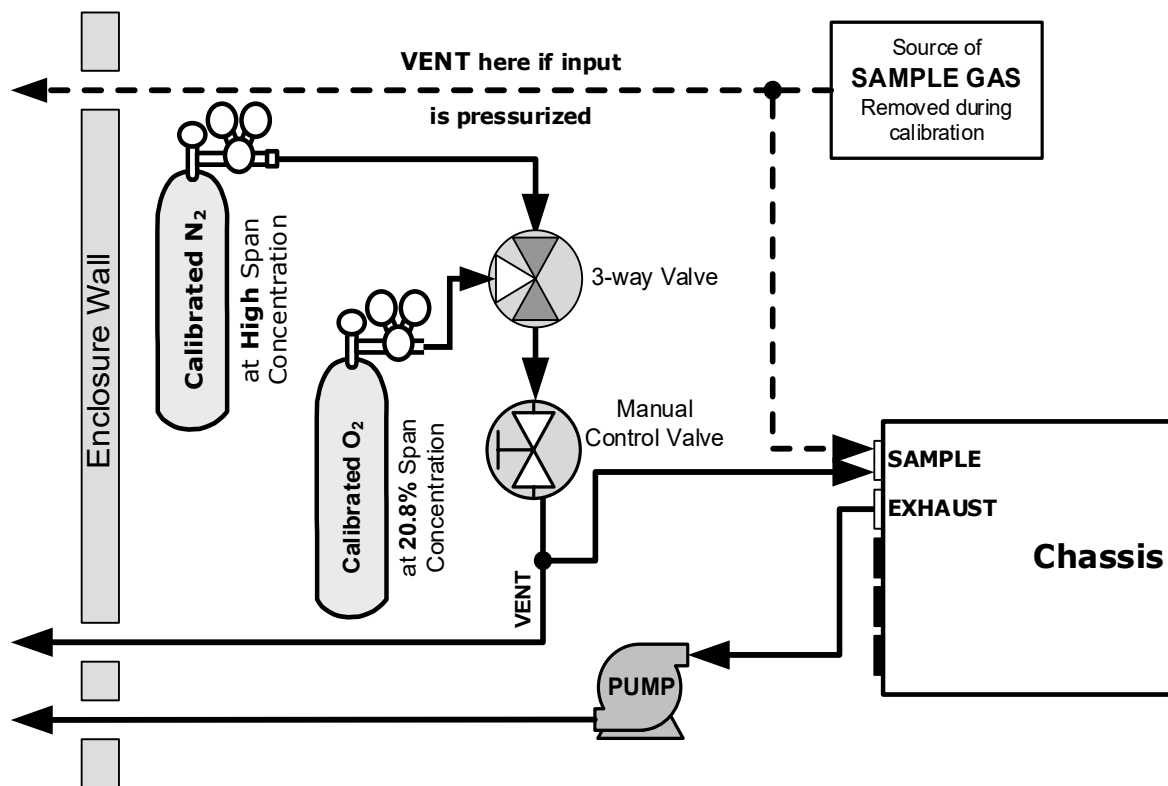 VENT here if input
is pressurized
Source of
SAMPLE GAS
Removed during
calibration
Enclosure Wall
Calibrated N₂
at High Span
Concentration
3-way Valve
Calibrated O₂
at 20.8% Span
Concentration
Manual
Control Valve
SAMPLE
EXHAUST
Chassis
VENT
PUMP